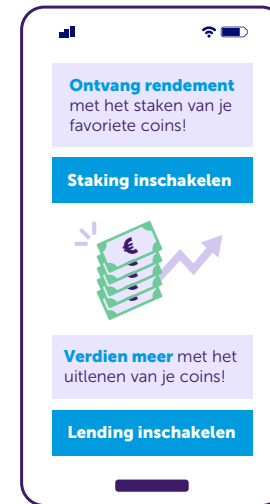 Ontvang rendement
met het staken van je
favoriete coins!
Staking inschakelen
€
Verdien meer met het
uitlenen van je coins!
Lending inschakelen